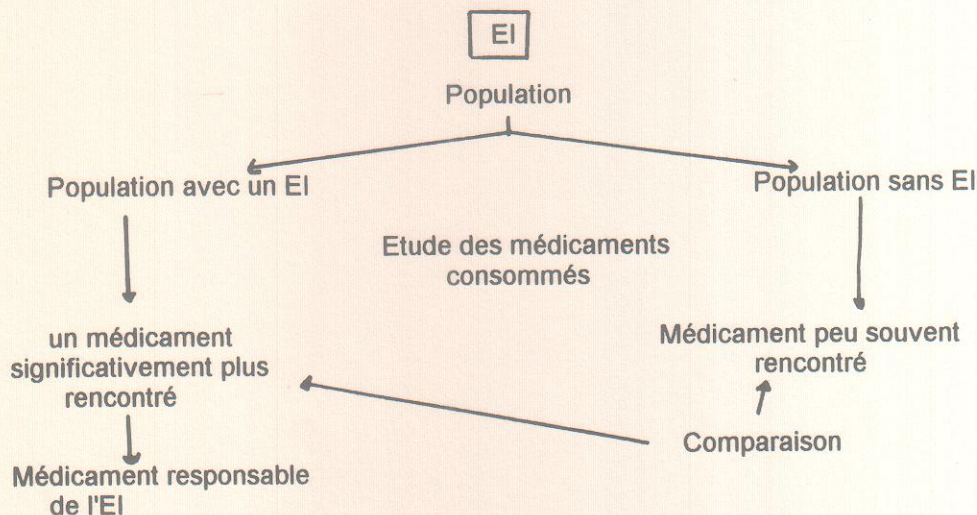 EI
Population
Population avec un EI
Population sans EI
Etude des médicaments
consommés
un médicament
significativement plus
rencontré
Médicament peu souvent
rencontré
Comparaison
Médicament responsable
de l'EI